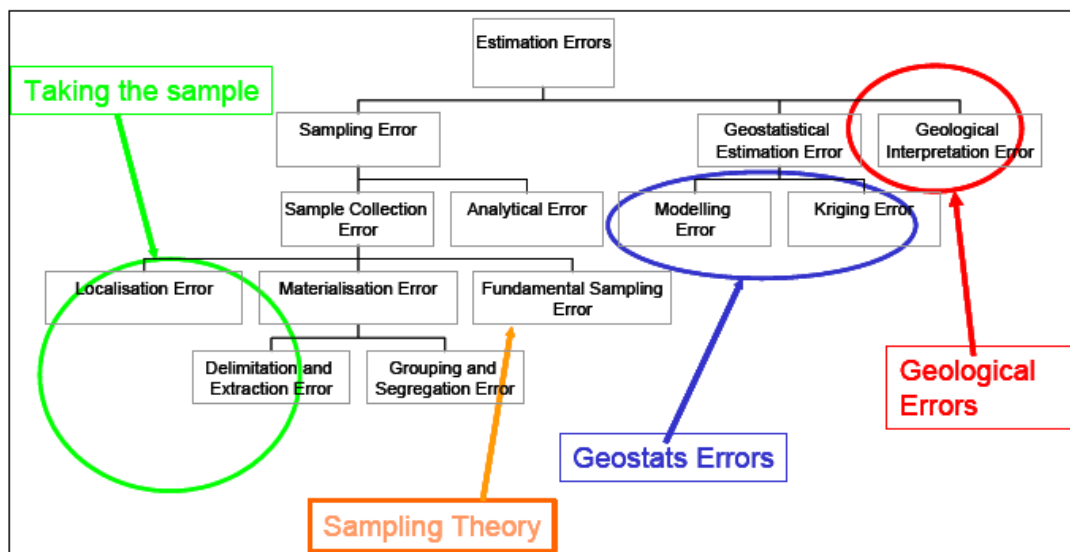 Estimation Errors
Taking the sample
Sampling Error
Geostatistical
Estimation Error
Geological
Interpretation Error
Sample Collection
Error
Analytical Error
Modelling
Error
Kriging Error
Localisation Error
Materialisation Error
Fundamental Sampling
Error
Delimitation and
Extraction Error
Grouping and
Segregation Error
Geological
Errors
Geostats Errors
Sampling Theory